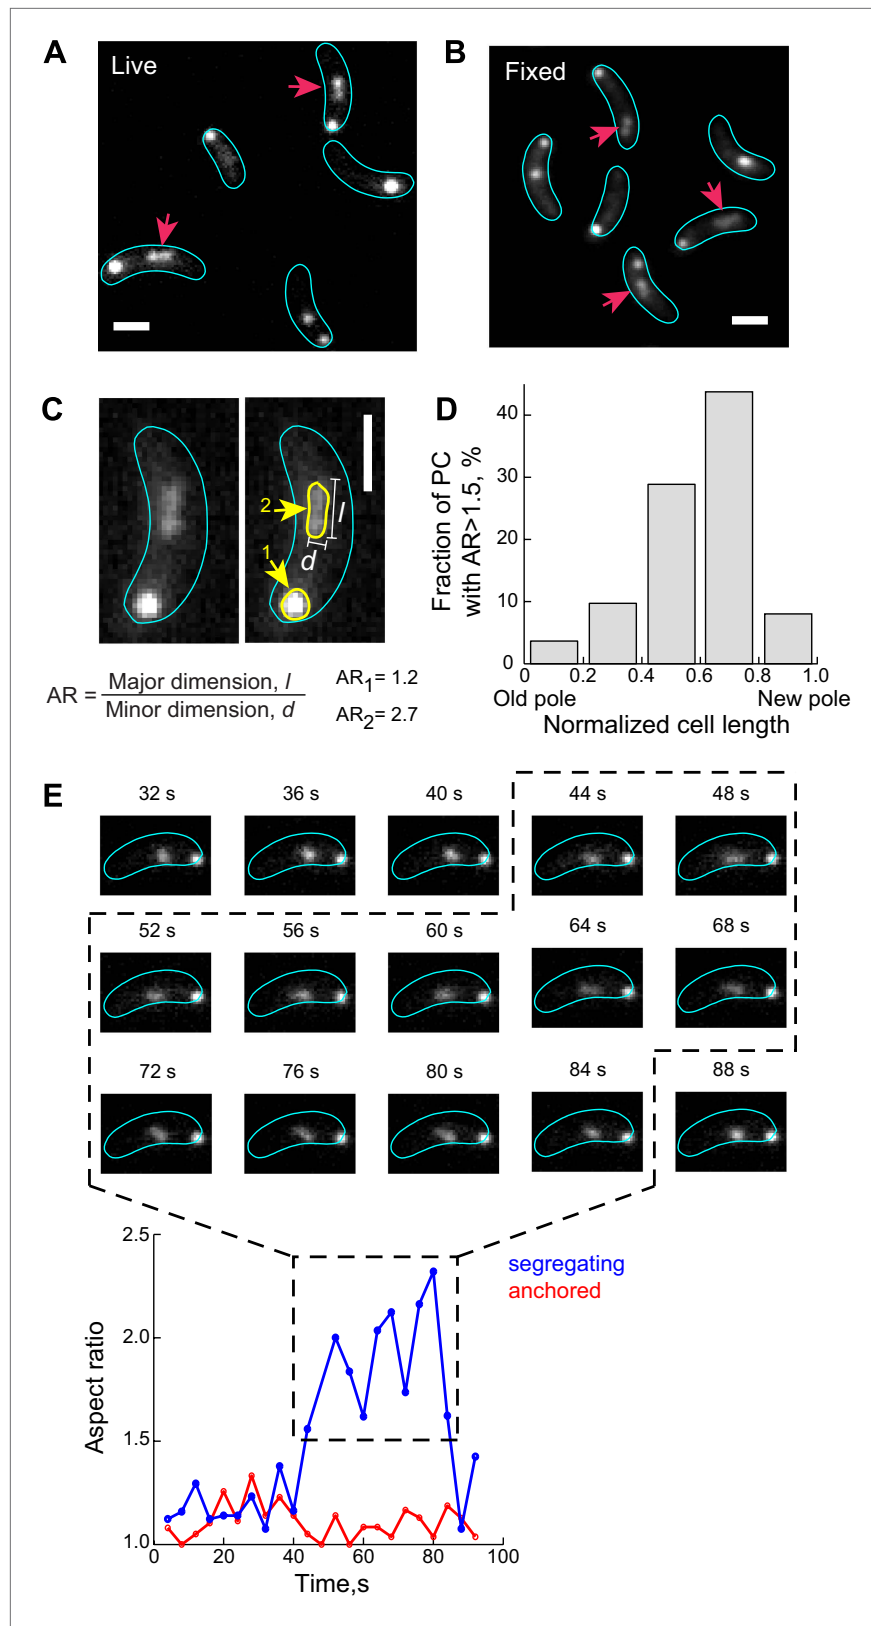 A
Live
B
Fixed
C
2
l
d
1
AR = Major dimension, l
Minor dimension, d
AR1= 1.2
AR2= 2.7
D
Fraction of PC
with AR>1.5, %
40
30
20
10
0
0 0.2 0.4 0.6 0.8 1.0
Old pole New pole
Normalized cell length
E
32 s 36 s 40 s 44 s 48 s
52 s 56 s 60 s 64 s 68 s
72 s 76 s 80 s 84 s 88 s
2.5
2.0
1.5
1.0
Aspect ratio
segregating
anchored
0 20 40 60 80 100
Time,s